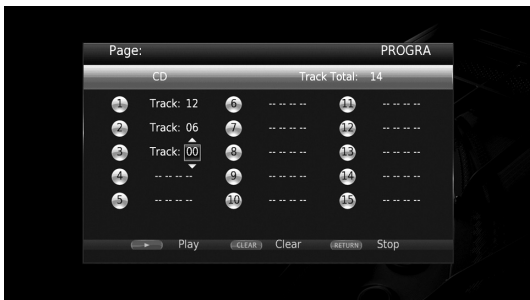 Page: PROGRA
CD Track Total: 14
1 Track: 12 6 -- -- -- -- 11 -- -- -- --
2 Track: 06 7 -- -- -- -- 12 -- -- -- --
3 Track: 00 8 -- -- -- -- 13 -- -- -- --
4 -- -- -- -- 9 -- -- -- -- 14 -- -- -- --
5 -- -- -- -- 10 -- -- -- -- 15 -- -- -- --
Play CLEAR Clear RETURN Stop